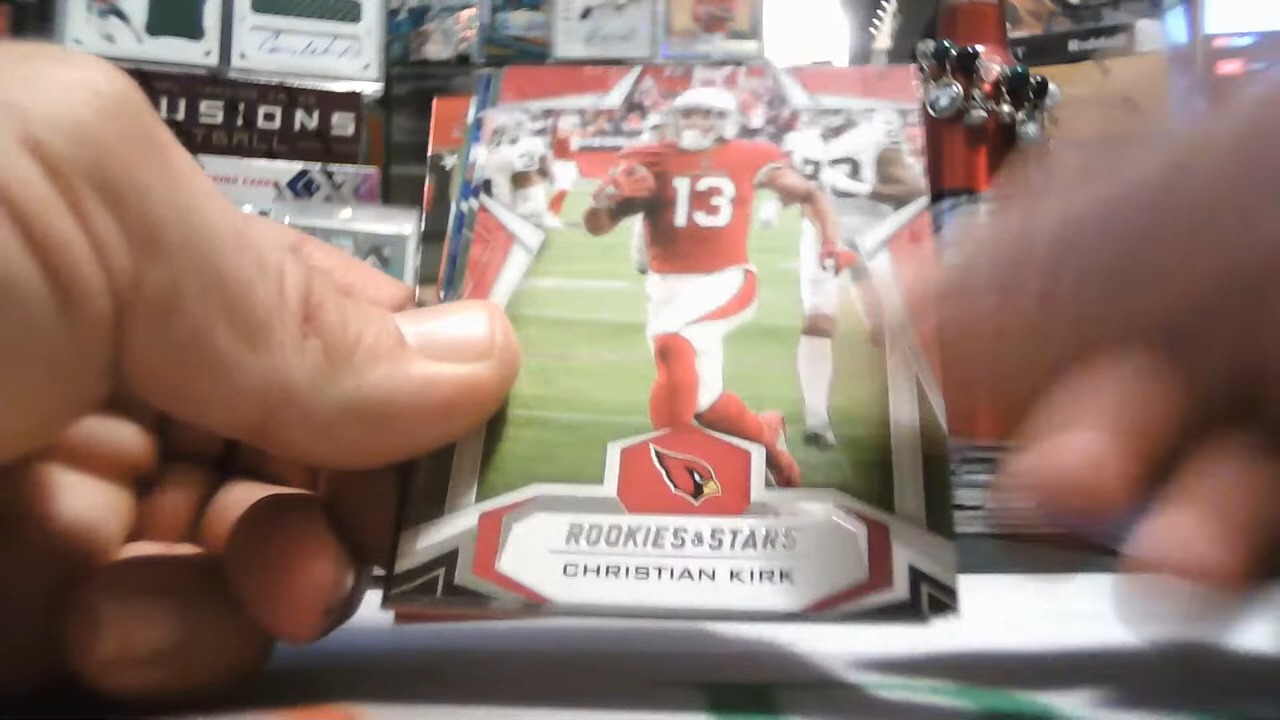 USIONS
TBALL
13
ROOKIES & STARS
CHRISTIAN KIRK